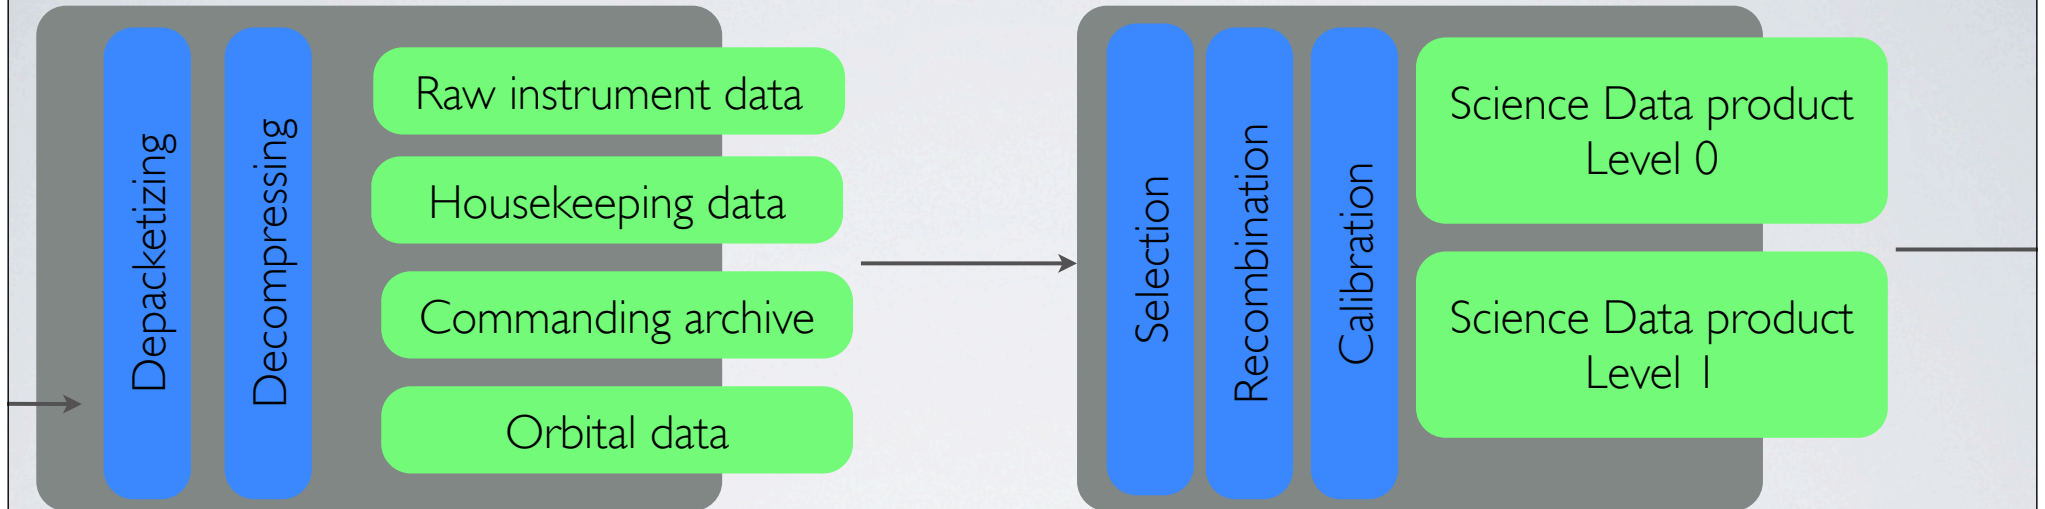 Depacketizing
Decompressing
Raw instrument data
Housekeeping data
Commanding archive
Orbital data
Selection
Recombination
Calibration
Science Data product
Level 0
Science Data product
Level 1